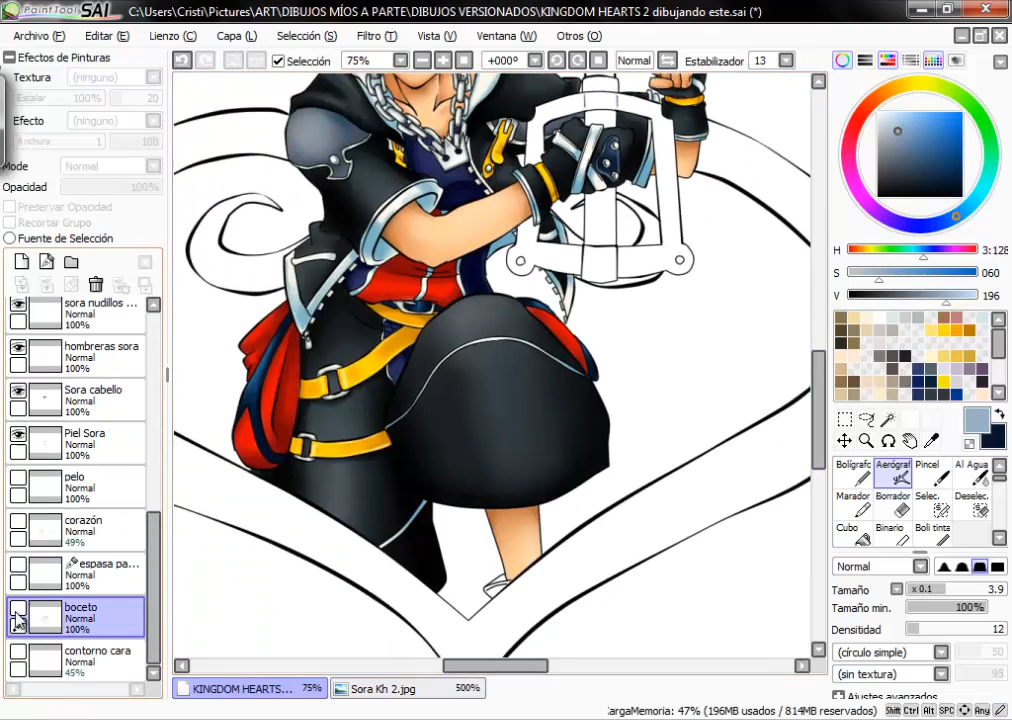 PaintTool SAI C:\Users\Cristi\Pictures\ART\DIBUJOS MÍOS A PARTE\DIBUJOS VERSIONADOS\KINGDOM HEARTS 2 dibujando este.sai (*)
Archivo (F) Editar (E) Lienzo (C) Capa (L) Selección (S) Filtro (T) Vista (V) Ventana (W) Otros (O)
Efectos de Pinturas
Selección 75% +000º Normal Estabilizador 13
Textura (ninguno)
Escalar 100% 20
Efecto (ninguno)
Anchura 1 100
Mode Normal
Opacidad 100%
Preservar Opacidad
Recortar Grupo
Fuente de Selección
sora nudillos ...
Normal
100%
hombreras sora
Normal
100%
Sora cabello
Normal
100%
Piel Sora
Normal
100%
pelo
Normal
100%
corazón
Normal
49%
espasa pa...
Normal
100%
boceto
Normal
100%
contorno cara
Normal
45%
H 3:128
S 060
V 196
Bolígrafc Aerógraf Pincel Al Agua
Marador Borrador Selec. Deselec.
Cubo Binario Boli tinta
Normal
Tamaño x 0.1 3.9
Tamaño min. 100%
Densitidad 12
(círculo simple) 50
(sin textura) 95
Ajustes avanzados
KINGDOM HEARTS... 75% Sora Kh 2.jpg 500%
CargaMemoria: 47% (196MB usados / 814MB reservados) Shift Ctrl Alt SPC Any